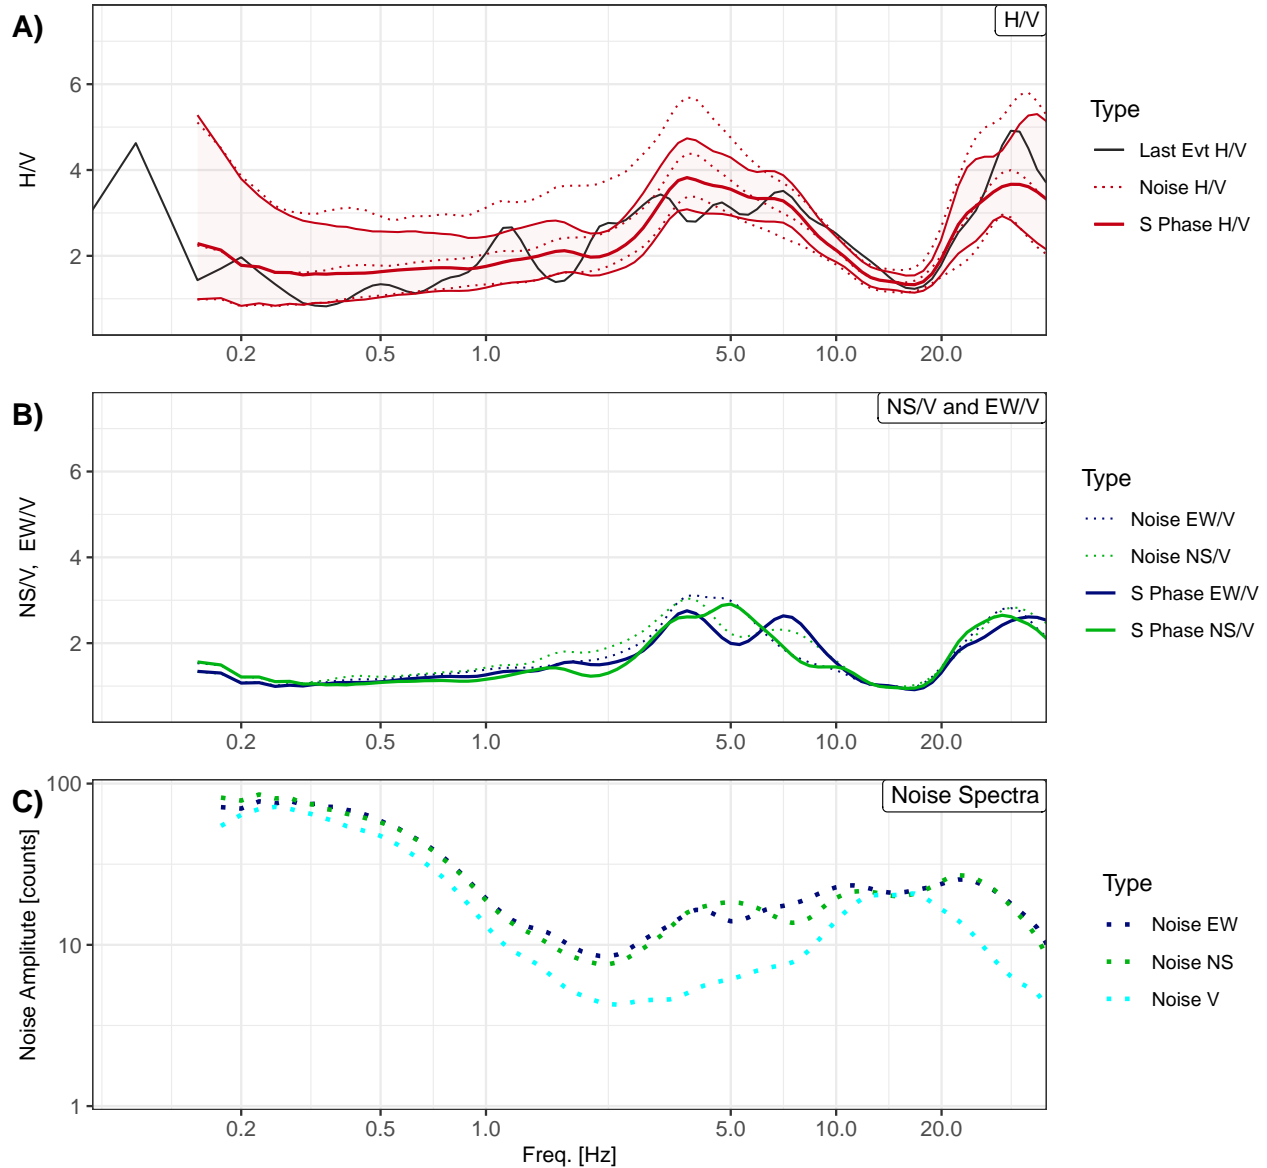 A)
H/V
H/V
6
4
2
0.2 0.5 1.0 5.0 10.0 20.0
Type
Last Evt H/V
Noise H/V
S Phase H/V
B)
NS/V and EW/V
NS/V, EW/V
6
4
2
0.2 0.5 1.0 5.0 10.0 20.0
Type
Noise EW/V
Noise NS/V
S Phase EW/V
S Phase NS/V
C)
Noise Spectra
Noise Amplitute [counts]
100
10
1
0.2 0.5 1.0 5.0 10.0 20.0
Freq. [Hz]
Type
Noise EW
Noise NS
Noise V